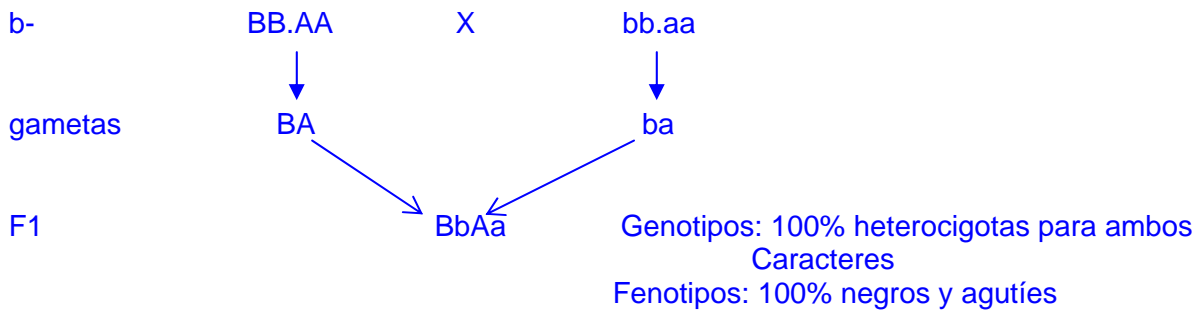 b- BB.AA X bb.aa
gametas BA ba
F1 BbAa Genotipos: 100% heterocigotas para ambos
Caracteres
Fenotipos: 100% negros y agutíes